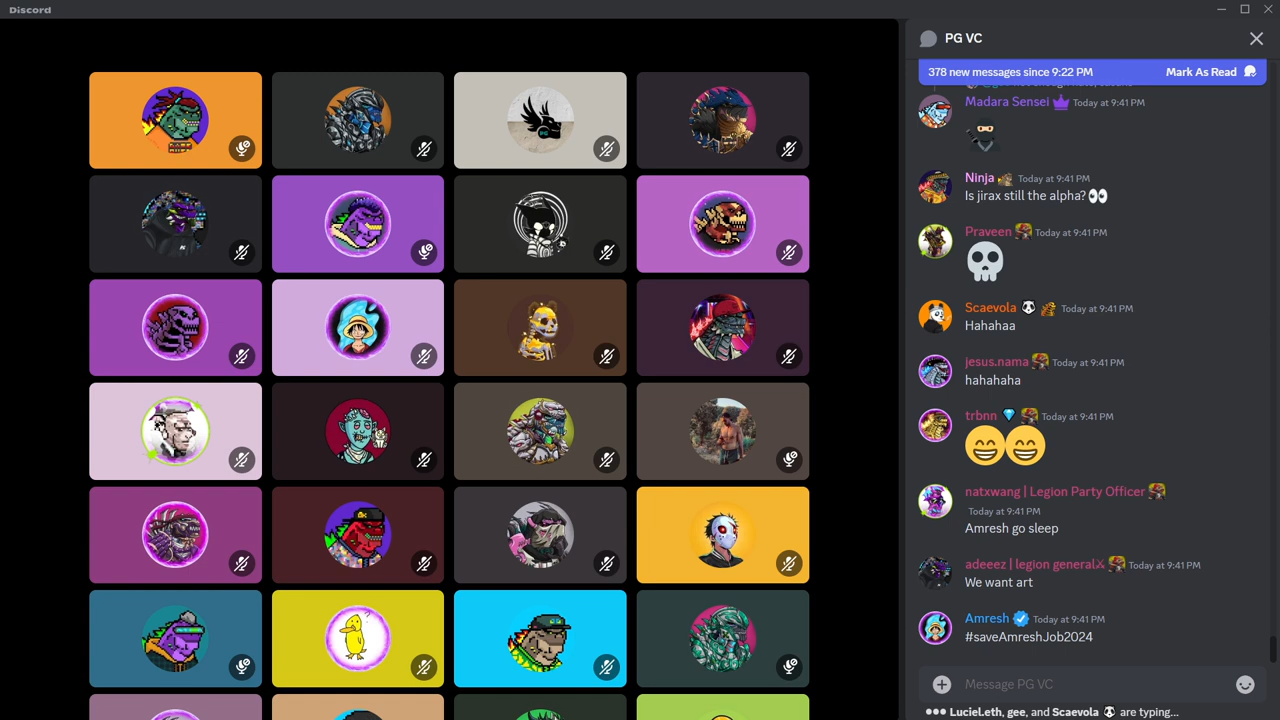 Discord
PG VC
378 new messages since 9:22 PM Mark As Read
Madara Sensei Today at 9:41 PM
Ninja Today at 9:41 PM
Is jirax still the alpha?👀
Praveen Today at 9:41 PM
💀
Scaevola Today at 9:41 PM
Hahahaa
jesus.nama Today at 9:41 PM
hahahaha
trbnn 💎 Today at 9:41 PM
😁😁
natxwang | Legion Party Officer
Today at 9:41 PM
Amresh go sleep
adeeez | legion general⚔ Today at 9:41 PM
We want art
Amresh Today at 9:41 PM
#saveAmreshJob2024
Message PG VC
Luciel.eth, gee, and Scaevola 🐼 are typing...